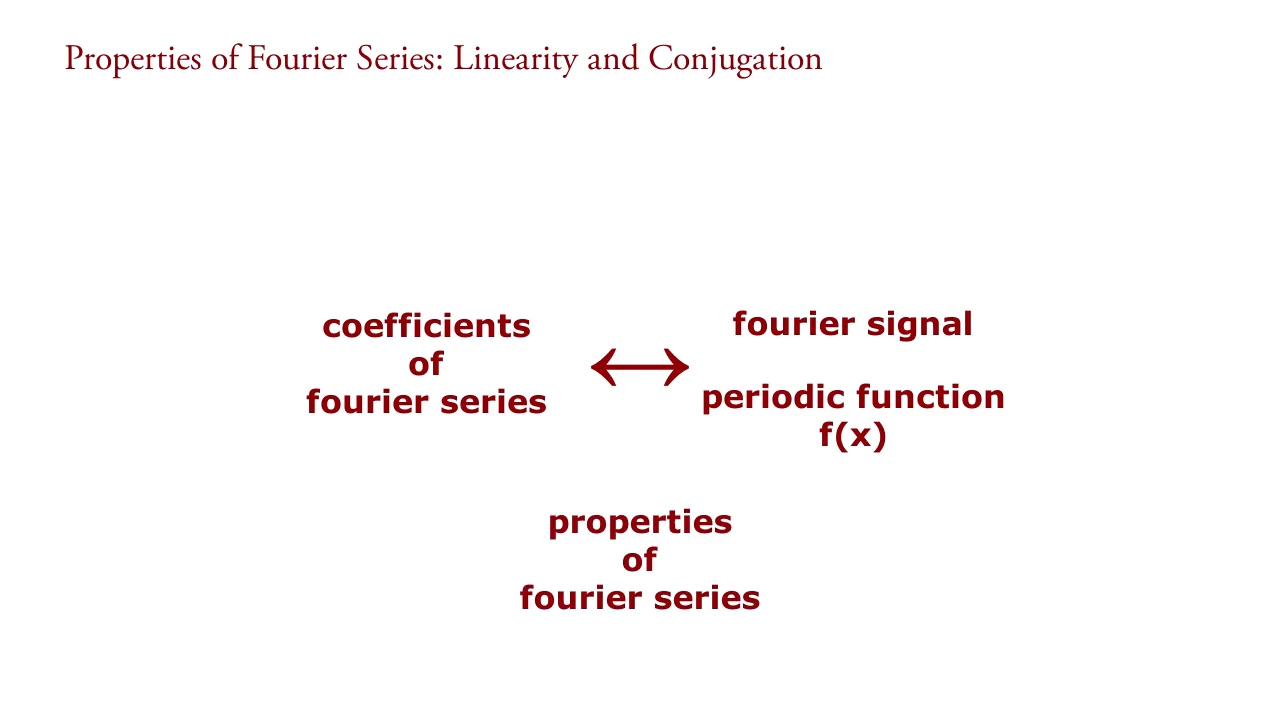 Properties of Fourier Series: Linearity and Conjugation
coefficients
of
fourier series
fourier signal
periodic function
f(x)
properties
of
fourier series